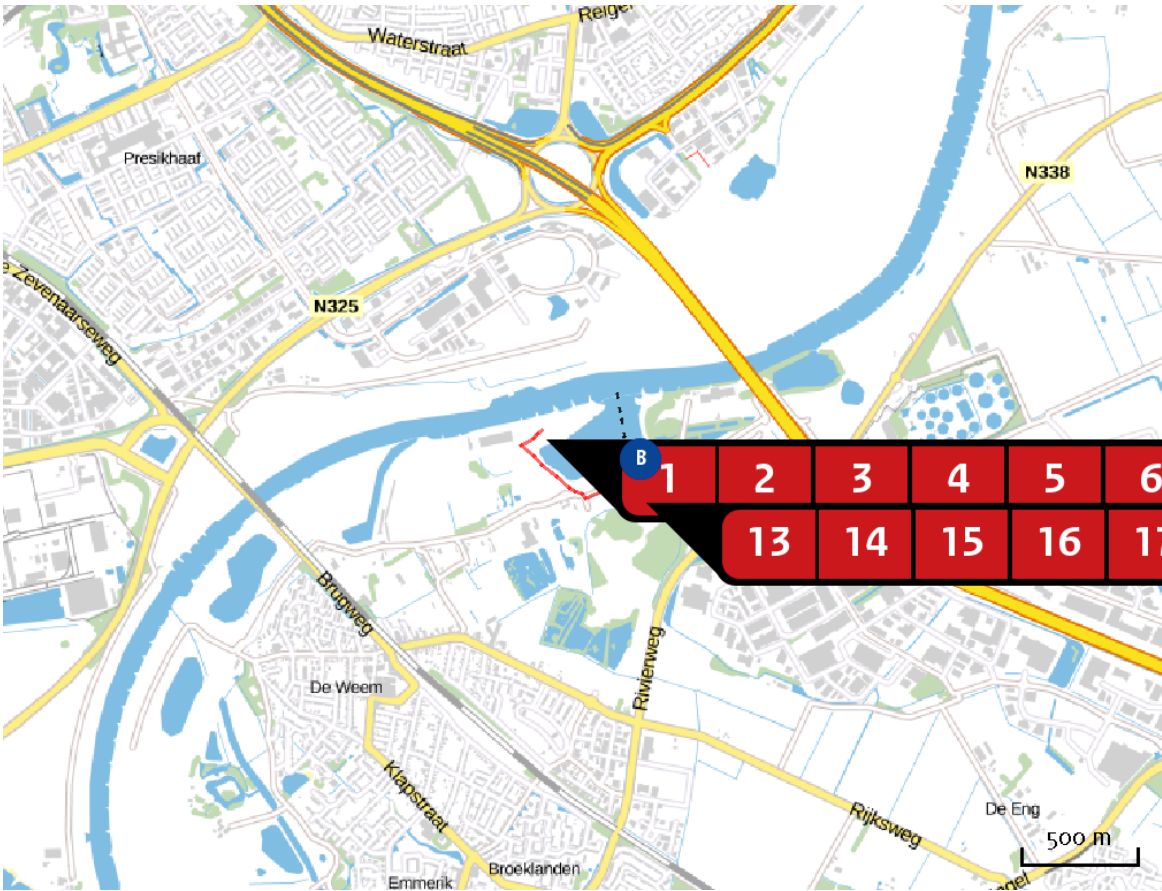 Reiger
Waterstraat
Presikhaaf
N338
Zevenaarseweg
N325
B
1 2 3 4 5 6
13 14 15 16 17
Brugweg
De Weem
Rivierweg
Klapstraat
Rijksweg
De Eng
500 m
Broeklanden
Emmerik